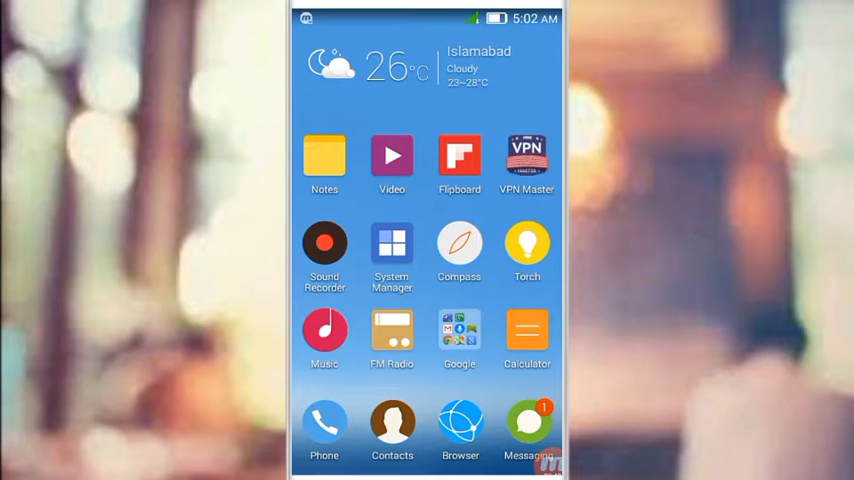 5:02 AM
26°C
Islamabad
Cloudy
23~28°C
Notes
Video
Flipboard
VPN Master
VPN
MASTER
Sound
Recorder
System
Manager
Compass
Torch
Music
FM Radio
Google
Calculator
1
Phone
Contacts
Browser
Messaging